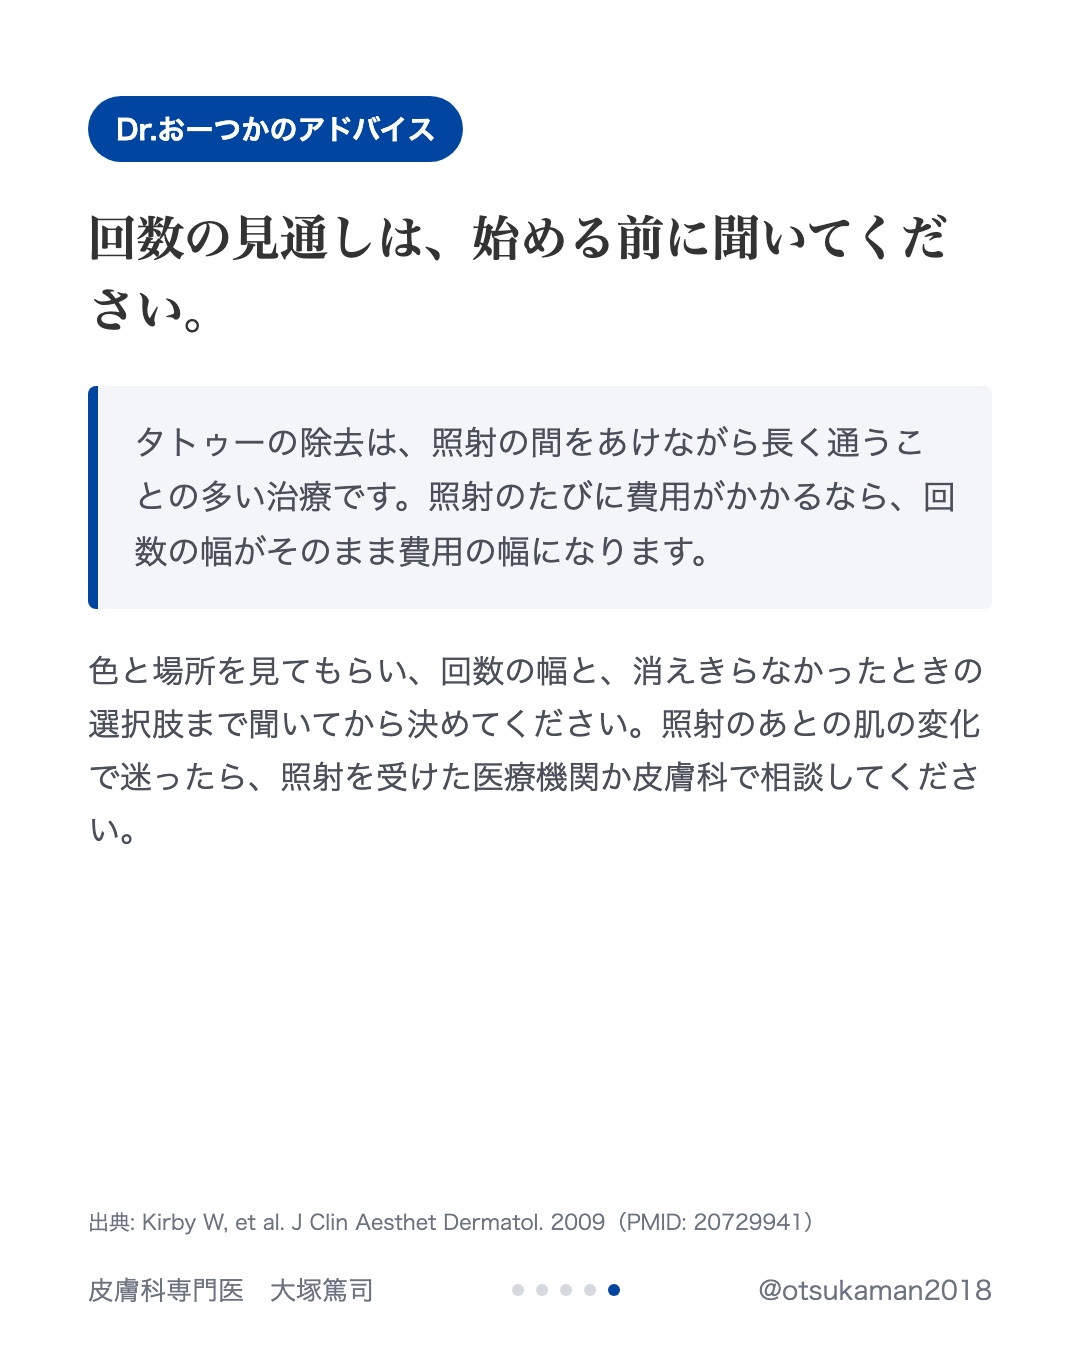 Dr.おーつかのアドバイス
回数の見通しは、始める前に聞いてくだ
さい。
タトゥーの除去は、照射の間をあけながら長く通うこ
との多い治療です。照射のたびに費用がかかるなら、回
数の幅がそのまま費用の幅になります。
色と場所を見てもらい、回数の幅と、消えきらなかったときの
選択肢まで聞いてから決めてください。照射のあとの肌の変化
で迷ったら、照射を受けた医療機関か皮膚科で相談してくださ
い。
出典: Kirby W, et al. J Clin Aesthet Dermatol. 2009（PMID: 20729941）
皮膚科専門医　大塚篤司
@otsukaman2018